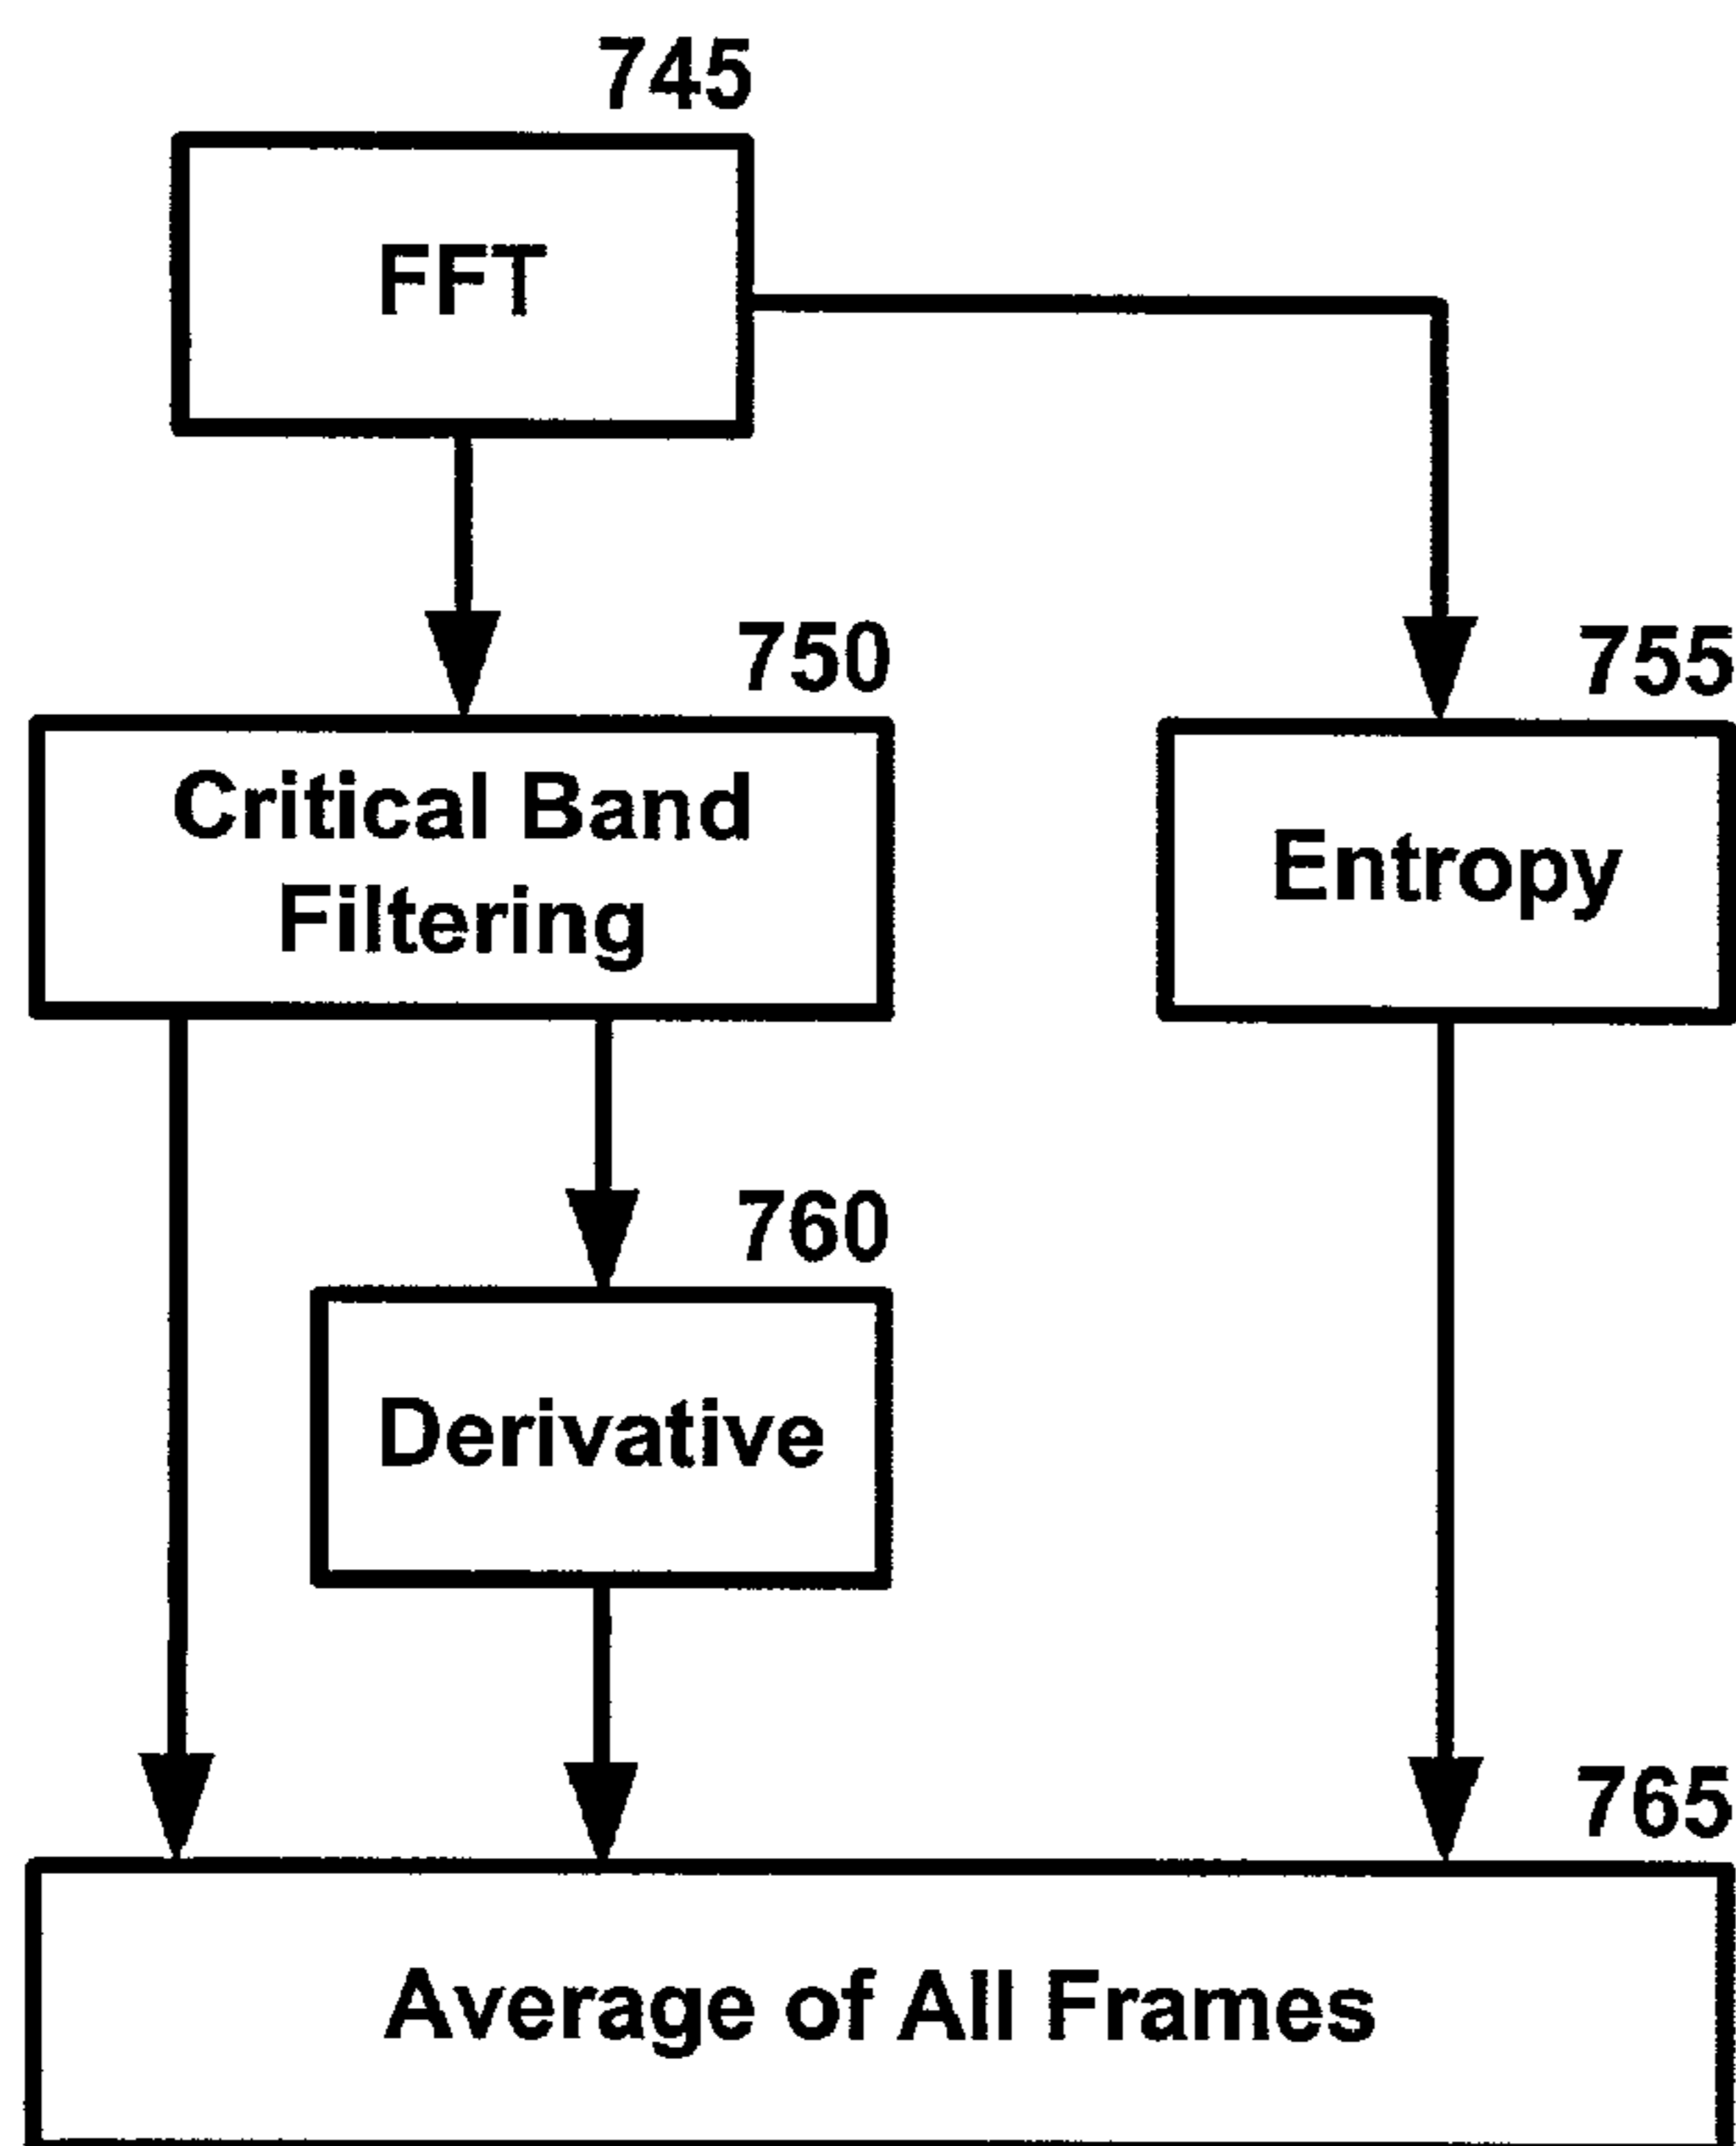 745
FFT
750
755
Critical Band
Filtering
Entropy
760
Derivative
765
Average of All Frames